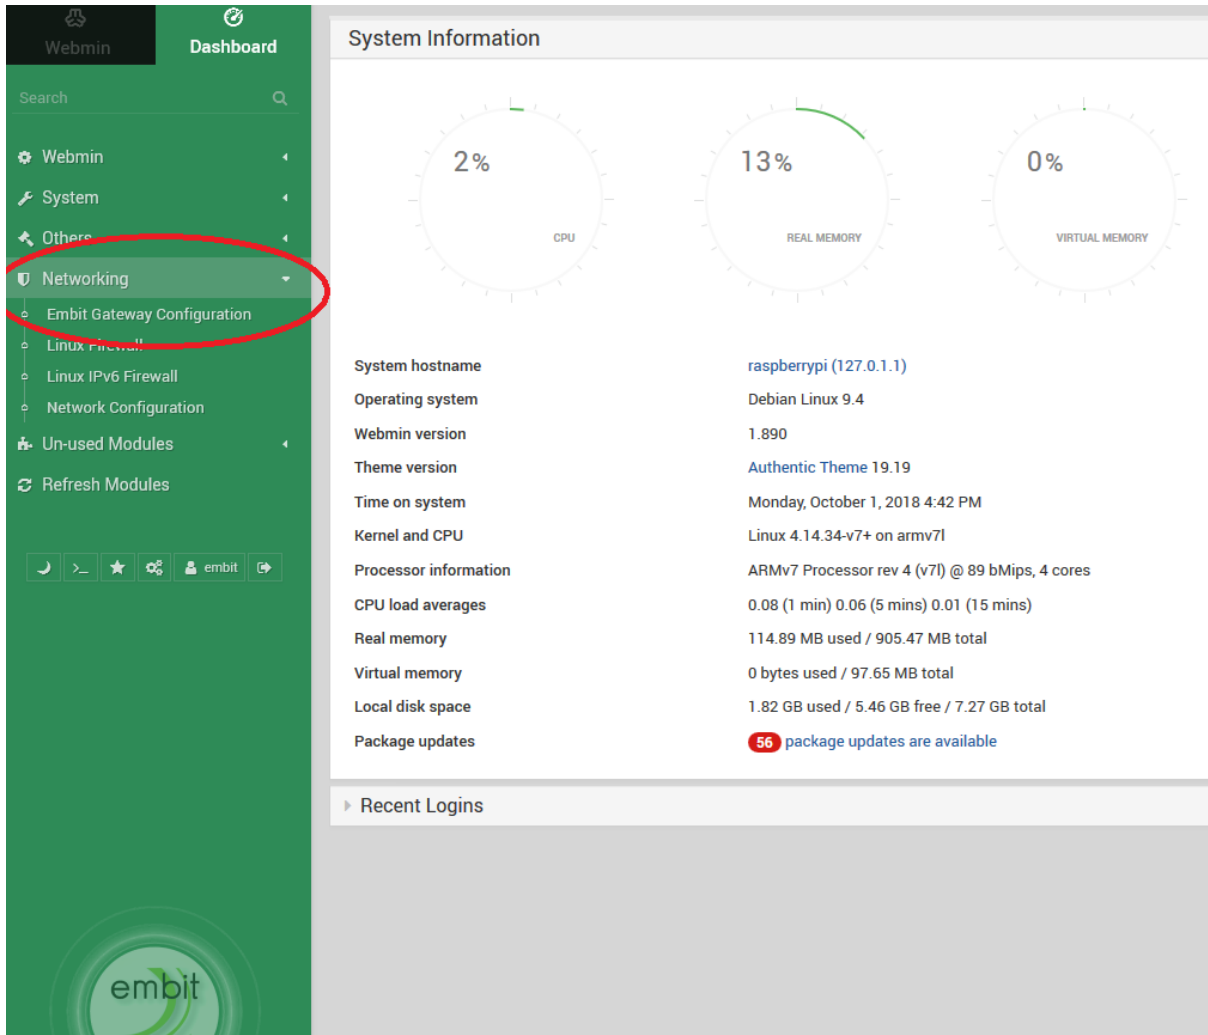 Webmin
Dashboard
Search
Webmin
System
Others
Networking
Embit Gateway Configuration
Linux Firewall
Linux IPv6 Firewall
Network Configuration
Un-used Modules
Refresh Modules
>_ embit
embit
System Information
2% 13% 0%
CPU REAL MEMORY VIRTUAL MEMORY
System hostname raspberrypi (127.0.1.1)
Operating system Debian Linux 9.4
Webmin version 1.890
Theme version Authentic Theme 19.19
Time on system Monday, October 1, 2018 4:42 PM
Kernel and CPU Linux 4.14.34-v7+ on armv7l
Processor information ARMv7 Processor rev 4 (v7l) @ 89 bMips, 4 cores
CPU load averages 0.08 (1 min) 0.06 (5 mins) 0.01 (15 mins)
Real memory 114.89 MB used / 905.47 MB total
Virtual memory 0 bytes used / 97.65 MB total
Local disk space 1.82 GB used / 5.46 GB free / 7.27 GB total
Package updates 56 package updates are available
Recent Logins